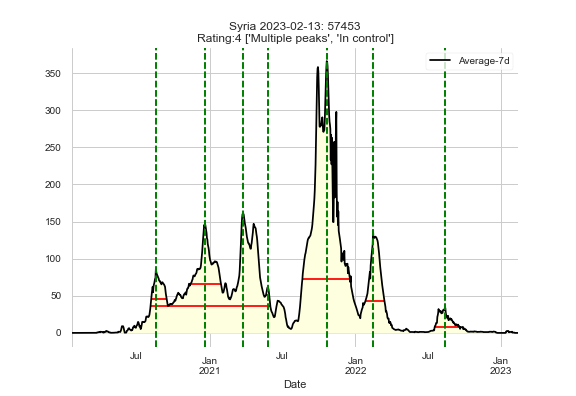 Syria 2023-02-13: 57453
Rating:4 ['Multiple peaks', 'In control']
Average-7d
350
300
250
200
150
100
50
0
Jul
Jan
2021
Jul
Jan
2022
Jul
Jan
2023
Date